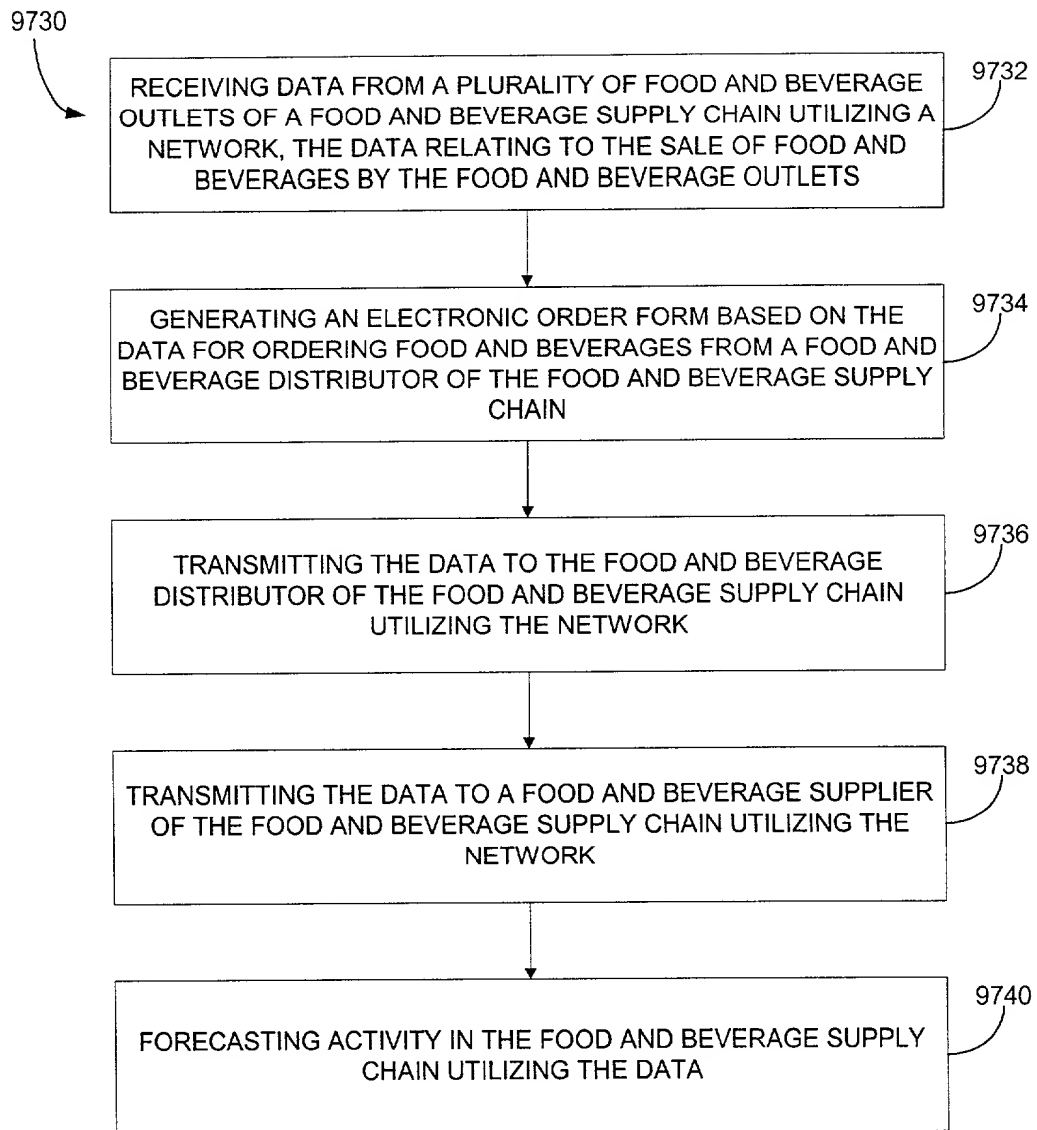 9730
RECEIVING DATA FROM A PLURALITY OF FOOD AND BEVERAGE
OUTLETS OF A FOOD AND BEVERAGE SUPPLY CHAIN UTILIZING A
NETWORK, THE DATA RELATING TO THE SALE OF FOOD AND
BEVERAGES BY THE FOOD AND BEVERAGE OUTLETS
9732
GENERATING AN ELECTRONIC ORDER FORM BASED ON THE
DATA FOR ORDERING FOOD AND BEVERAGES FROM A FOOD AND
BEVERAGE DISTRIBUTOR OF THE FOOD AND BEVERAGE SUPPLY
CHAIN
9734
TRANSMITTING THE DATA TO THE FOOD AND BEVERAGE
DISTRIBUTOR OF THE FOOD AND BEVERAGE SUPPLY CHAIN
UTILIZING THE NETWORK
9736
TRANSMITTING THE DATA TO A FOOD AND BEVERAGE SUPPLIER
OF THE FOOD AND BEVERAGE SUPPLY CHAIN UTILIZING THE
NETWORK
9738
FORECASTING ACTIVITY IN THE FOOD AND BEVERAGE SUPPLY
CHAIN UTILIZING THE DATA
9740